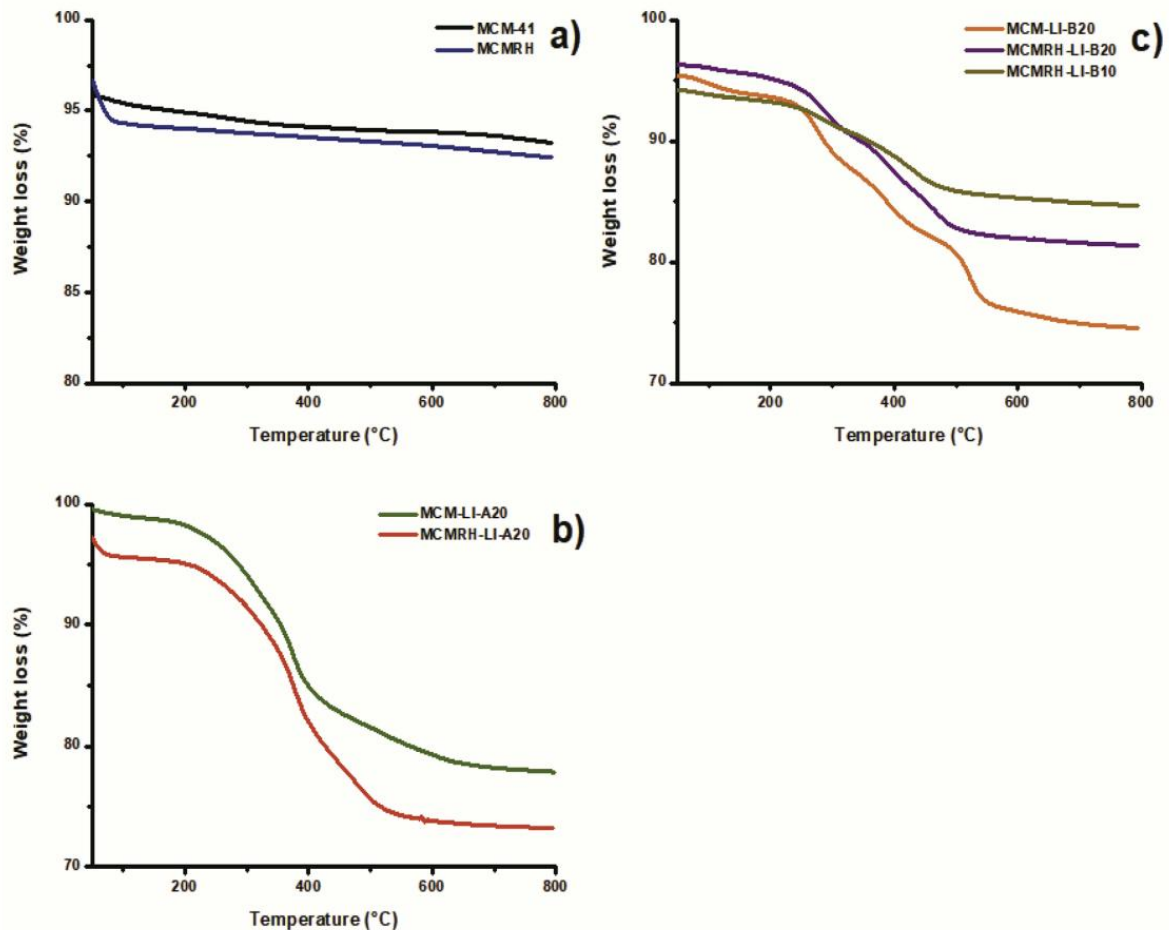 a)
MCM-41
MCMRH
Weight loss (%)
100
95
90
85
80
200
400
600
800
Temperature (°C)
c)
MCM-LI-B20
MCMRH-LI-B20
MCMRH-LI-B10
Weight loss (%)
100
90
80
70
200
400
600
800
Temperature (°C)
b)
MCM-LI-A20
MCMRH-LI-A20
Weight loss (%)
100
90
80
70
200
400
600
800
Temperature (°C)